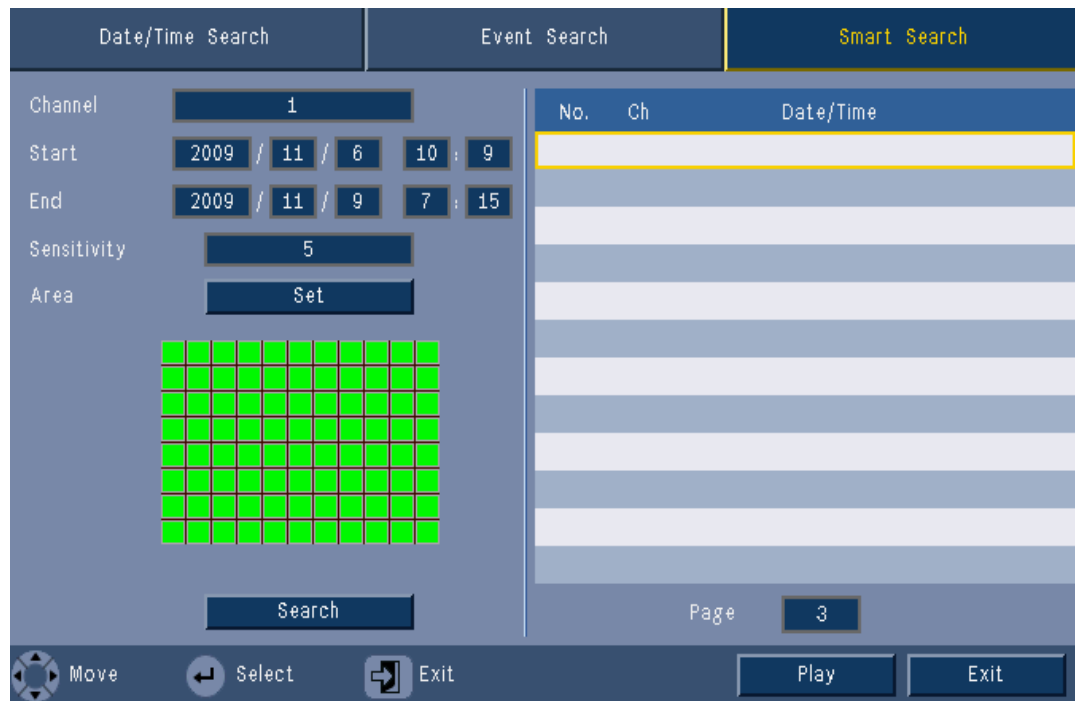 Date/Time Search Event Search Smart Search
Channel 1
Start 2009 / 11 / 6 10 : 9
End 2009 / 11 / 9 7 : 15
Sensitivity 5
Area Set
Search
No. Ch Date/Time
Page 3
Move Select Exit Play Exit